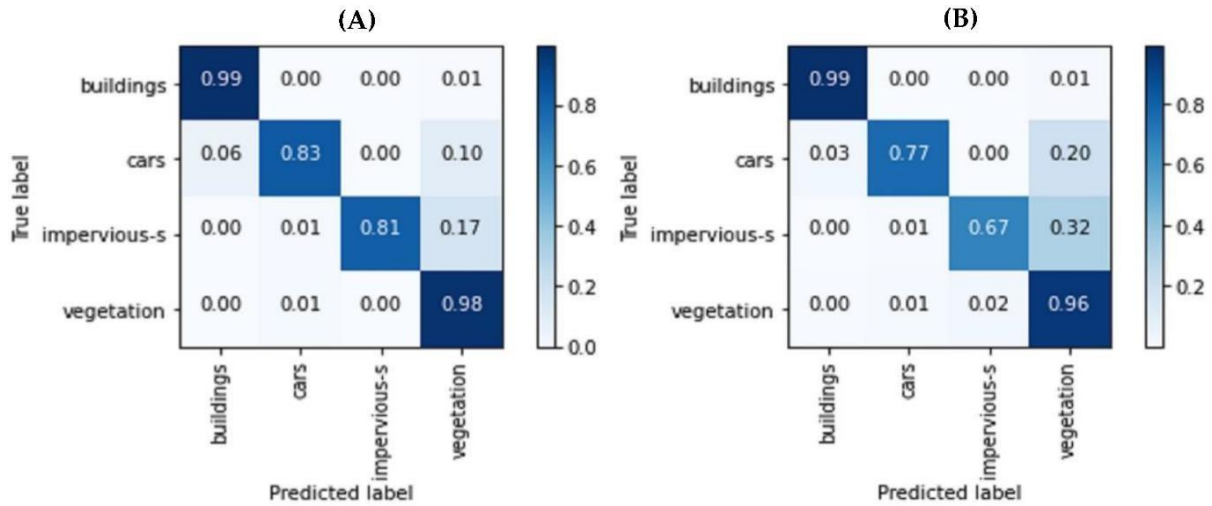 (A)
True label
buildings 0.99 0.00 0.00 0.01
cars 0.06 0.83 0.00 0.10
impervious-s 0.00 0.01 0.81 0.17
vegetation 0.00 0.01 0.00 0.98
buildings
cars
impervious-s
vegetation
Predicted label
0.8
0.6
0.4
0.2
0.0
(B)
True label
buildings 0.99 0.00 0.00 0.01
cars 0.03 0.77 0.00 0.20
impervious-s 0.00 0.01 0.67 0.32
vegetation 0.00 0.01 0.02 0.96
buildings
cars
impervious-s
vegetation
Predicted label
0.8
0.6
0.4
0.2